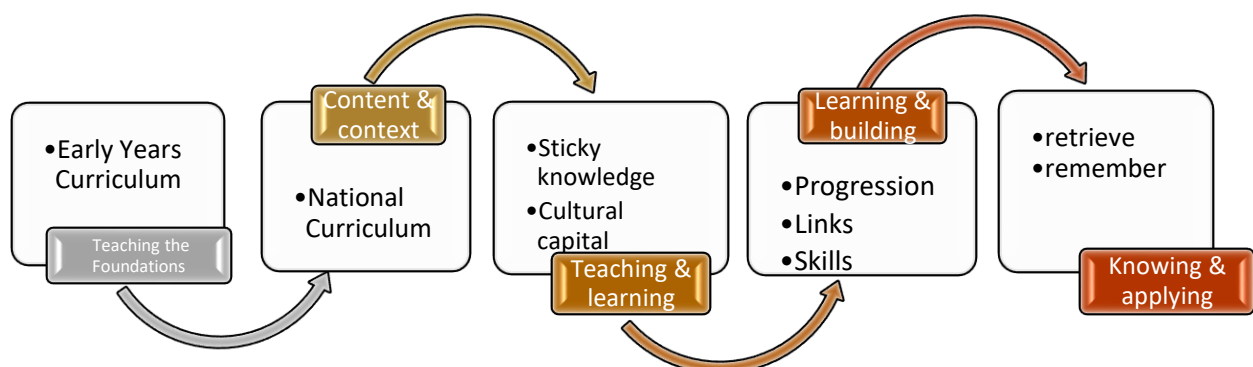 •Early Years
Curriculum
Teaching the
Foundations
Content &
context
•National
Curriculum
•Sticky
knowledge
•Cultural
capital
Teaching &
learning
Learning &
building
•Progression
•Links
•Skills
•retrieve
•remember
Knowing &
applying